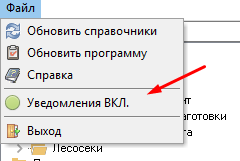 Файл
Обновить справочники
Обновить программу
Справка
Уведомления ВКЛ.
Выход
Лесосеки